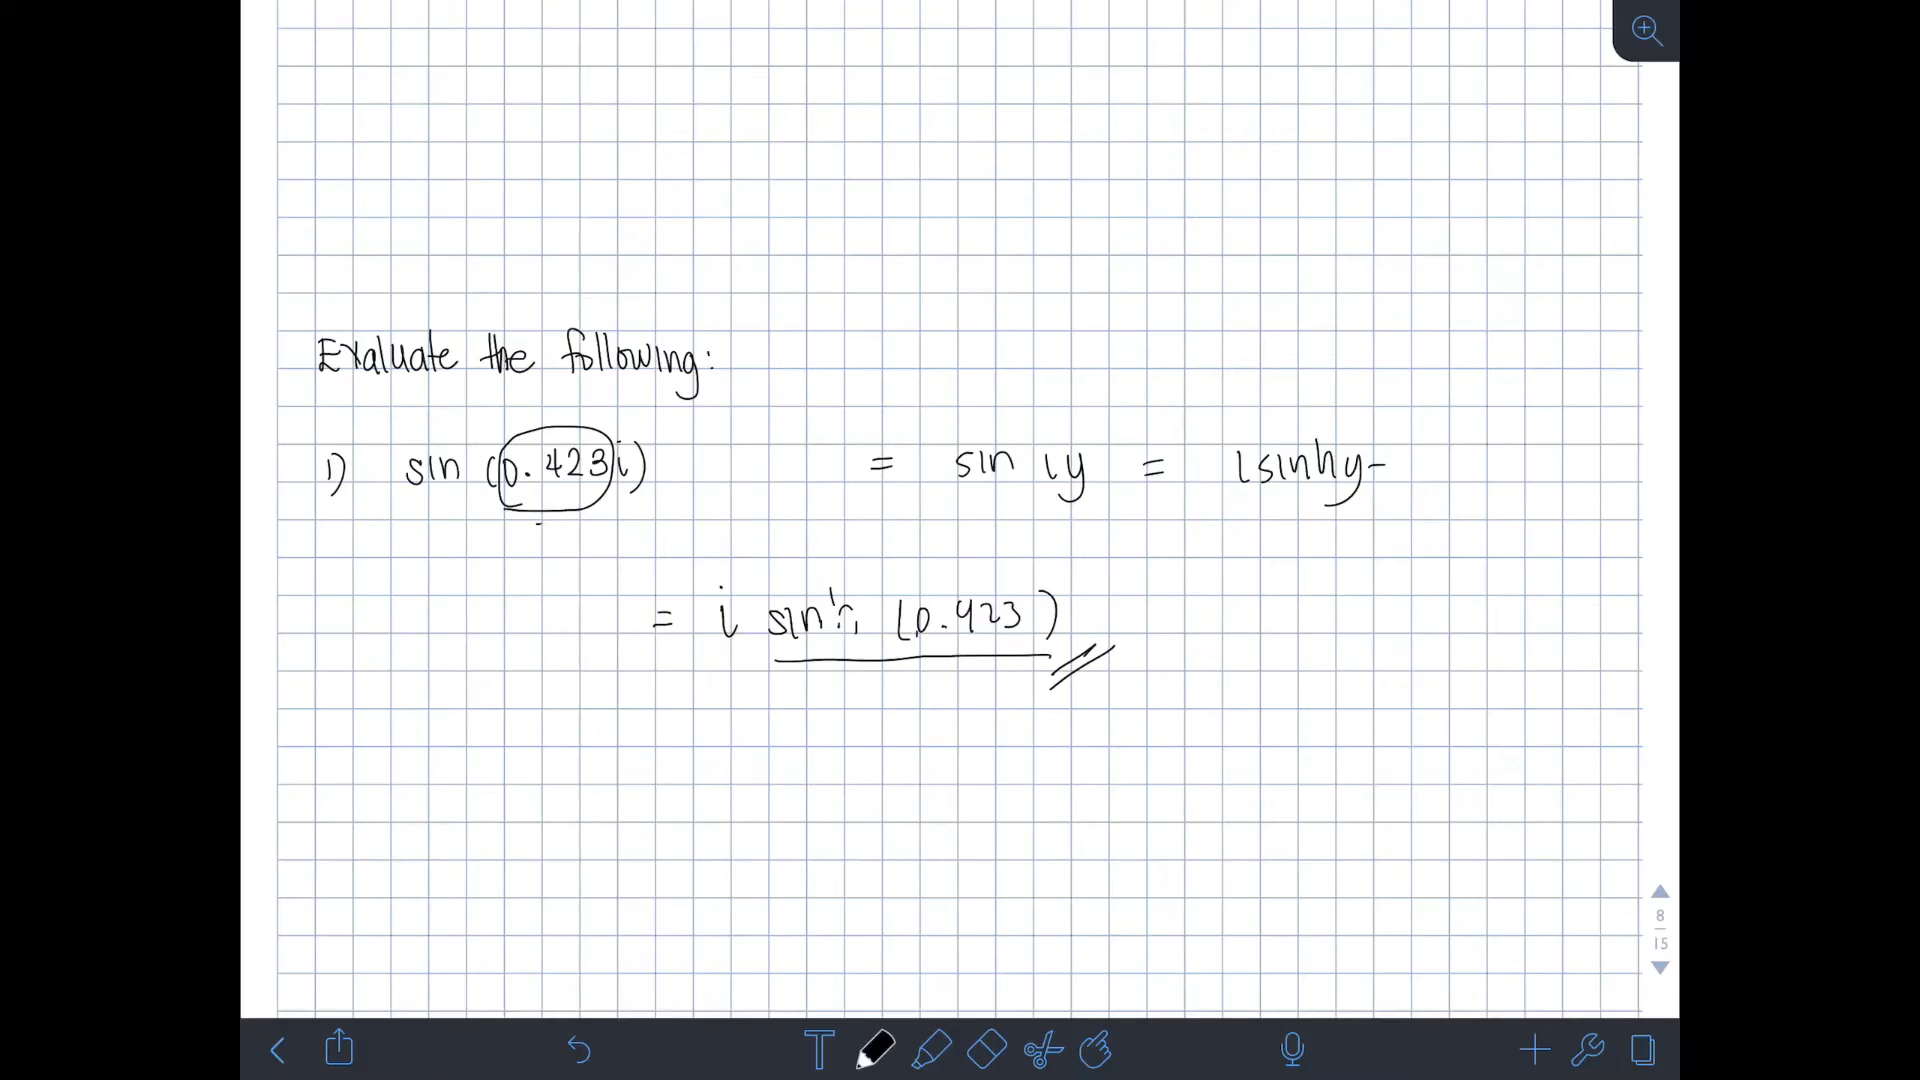 Evaluate the following:
1) sin (0.423i) = sin iy = i sinhy
= i sinh (0.423)
8
15
T